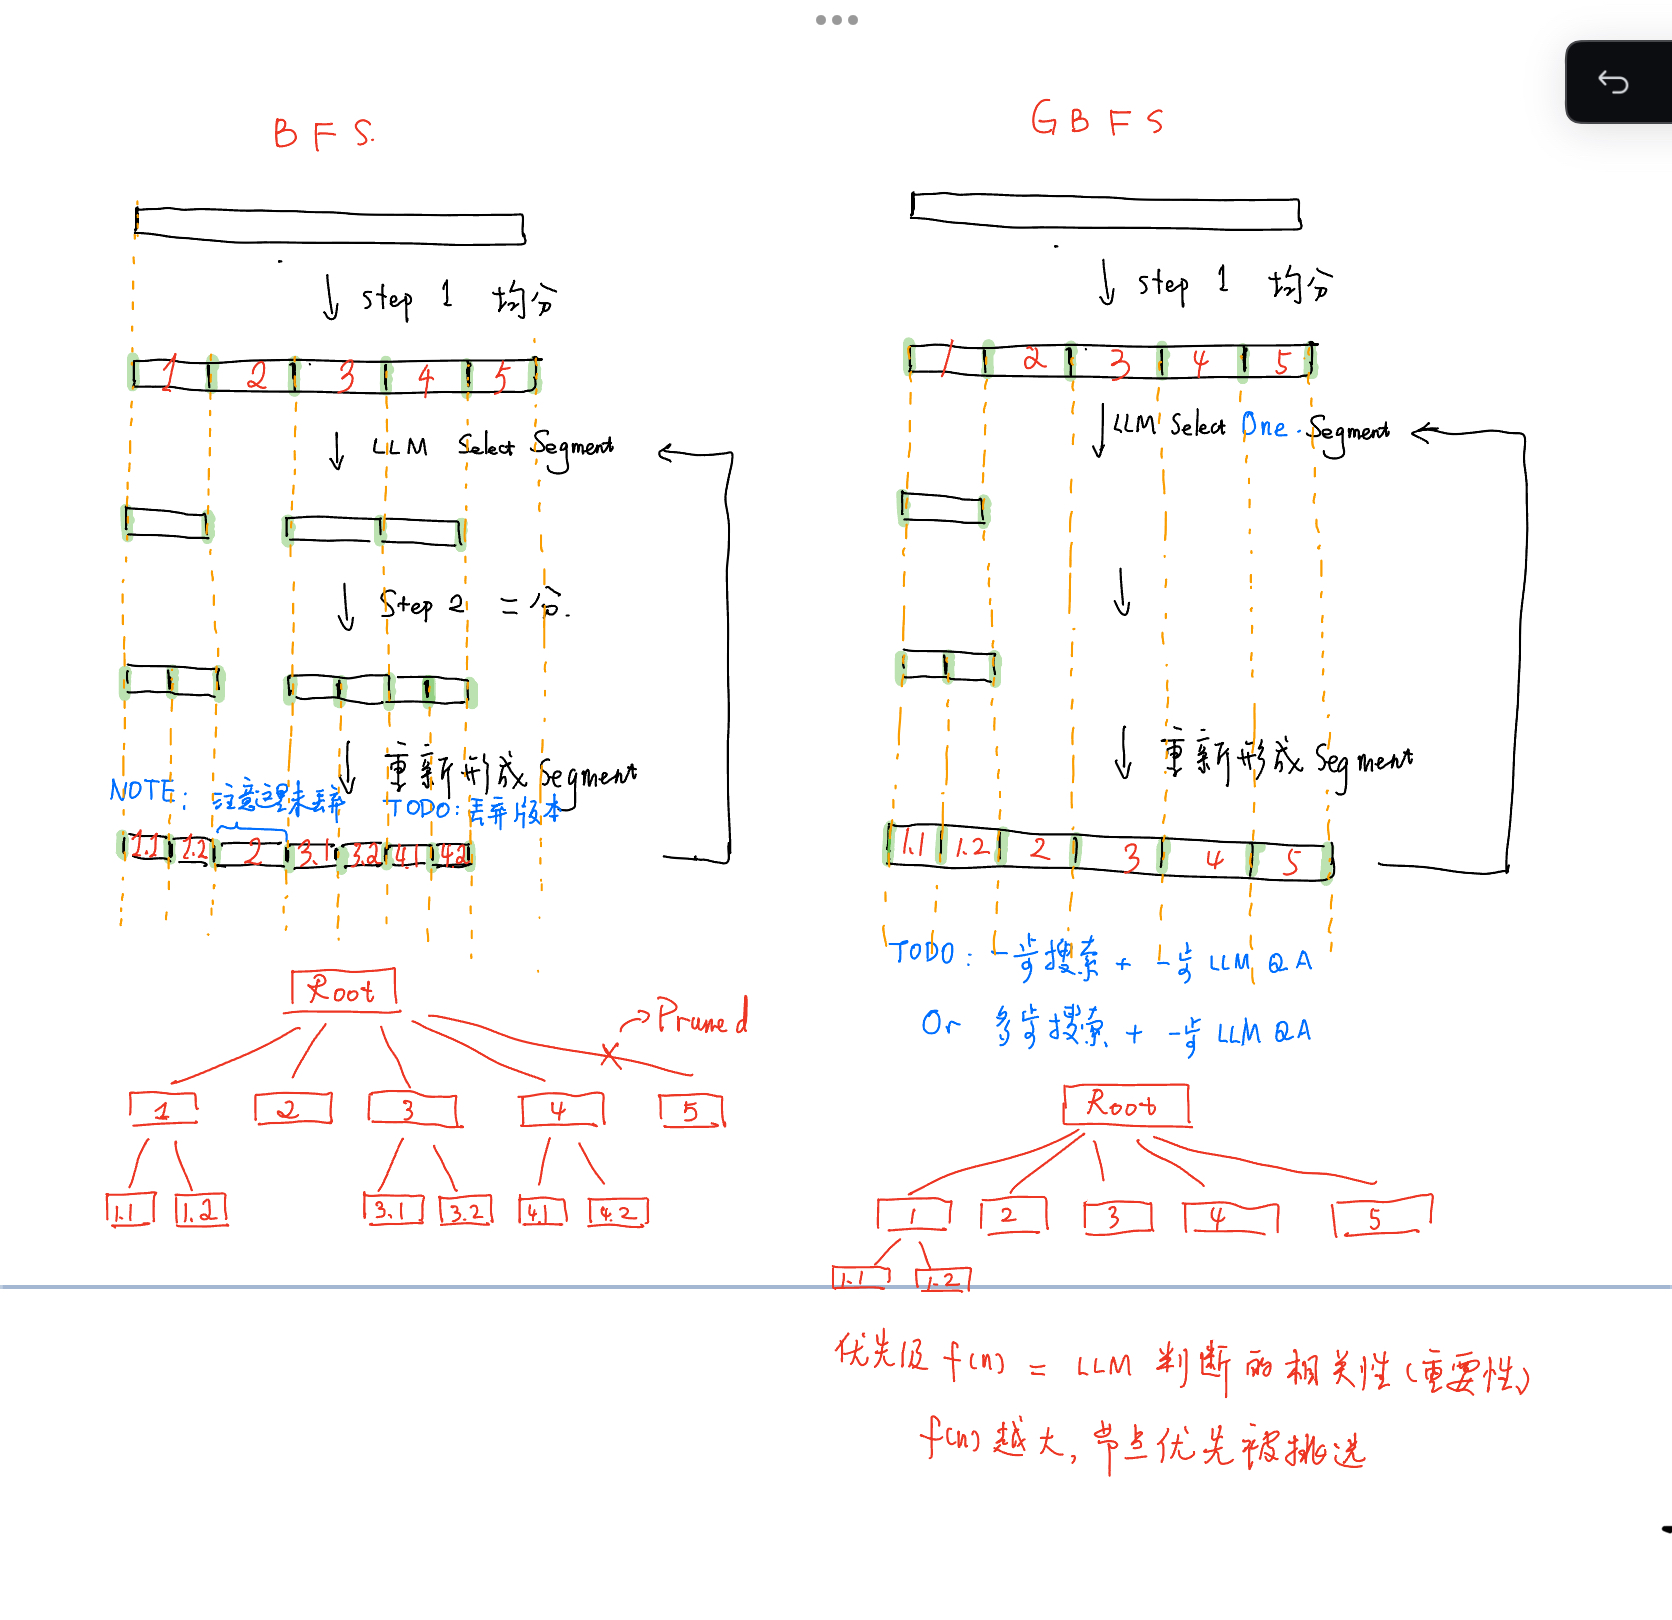 BFS.
step 1 均分
1 2 3 4 5
LLM Select Segment
Step 2 二分.
重新形成 Segment
NOTE: 注意这里未丢弃 TODO: 丢弃版本
1.1 1.2 2 3.1 3.2 4.1 4.2
Root
Pruned
1 2 3 4 5
1.1 1.2 3.1 3.2 4.1 4.2
GBFS
step 1 均分
1 2 3 4 5
LLM Select One. Segment
重新形成 Segment
1.1 1.2 2 3 4 5
TODO: 一步搜索 + 一步 LLM QA
Or 多步搜索 + 一步 LLM QA
Root
1 2 3 4 5
1.1 1.2
优先级 f(n) = LLM 判断的相关性(重要性)
f(n) 越大, 节点优先被挑选